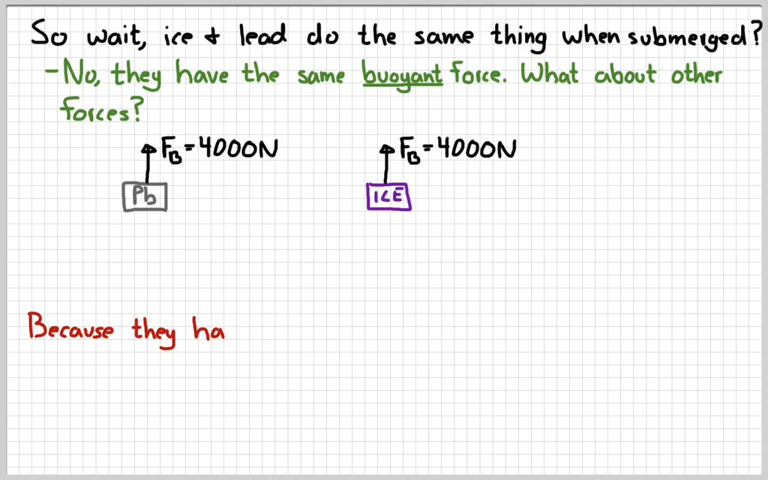 So wait, ice + lead do the same thing when submerged?
- No, they have the same buoyant force. What about other
forces?
FB = 4000N FB = 4000N
Pb ICE
Because they ha